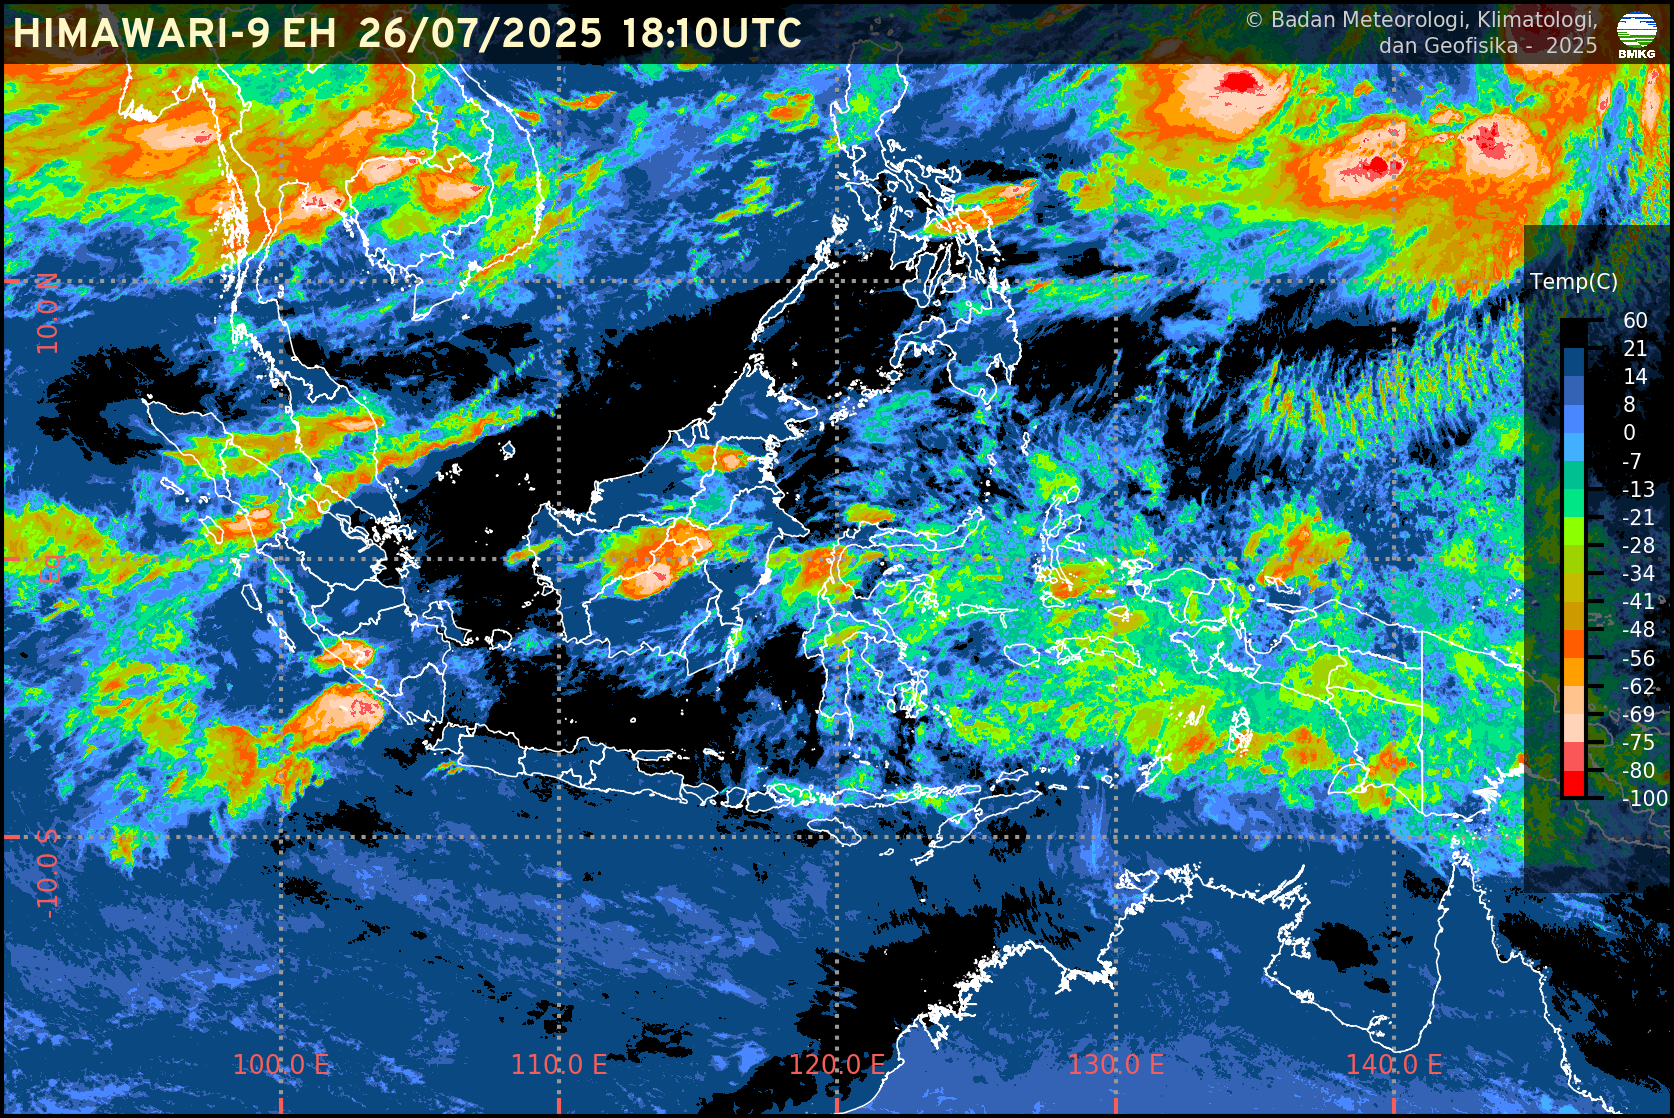 HIMAWARI-9 EH 26/07/2025 18:10UTC
© Badan Meteorologi, Klimatologi,
dan Geofisika - 2025
BMKG
10.0 N
EQ
-10.0 S
100.0 E
110.0 E
120.0 E
130.0 E
140.0 E
Temp(C)
60
21
14
8
0
-7
-13
-21
-28
-34
-41
-48
-56
-62
-69
-75
-80
-100